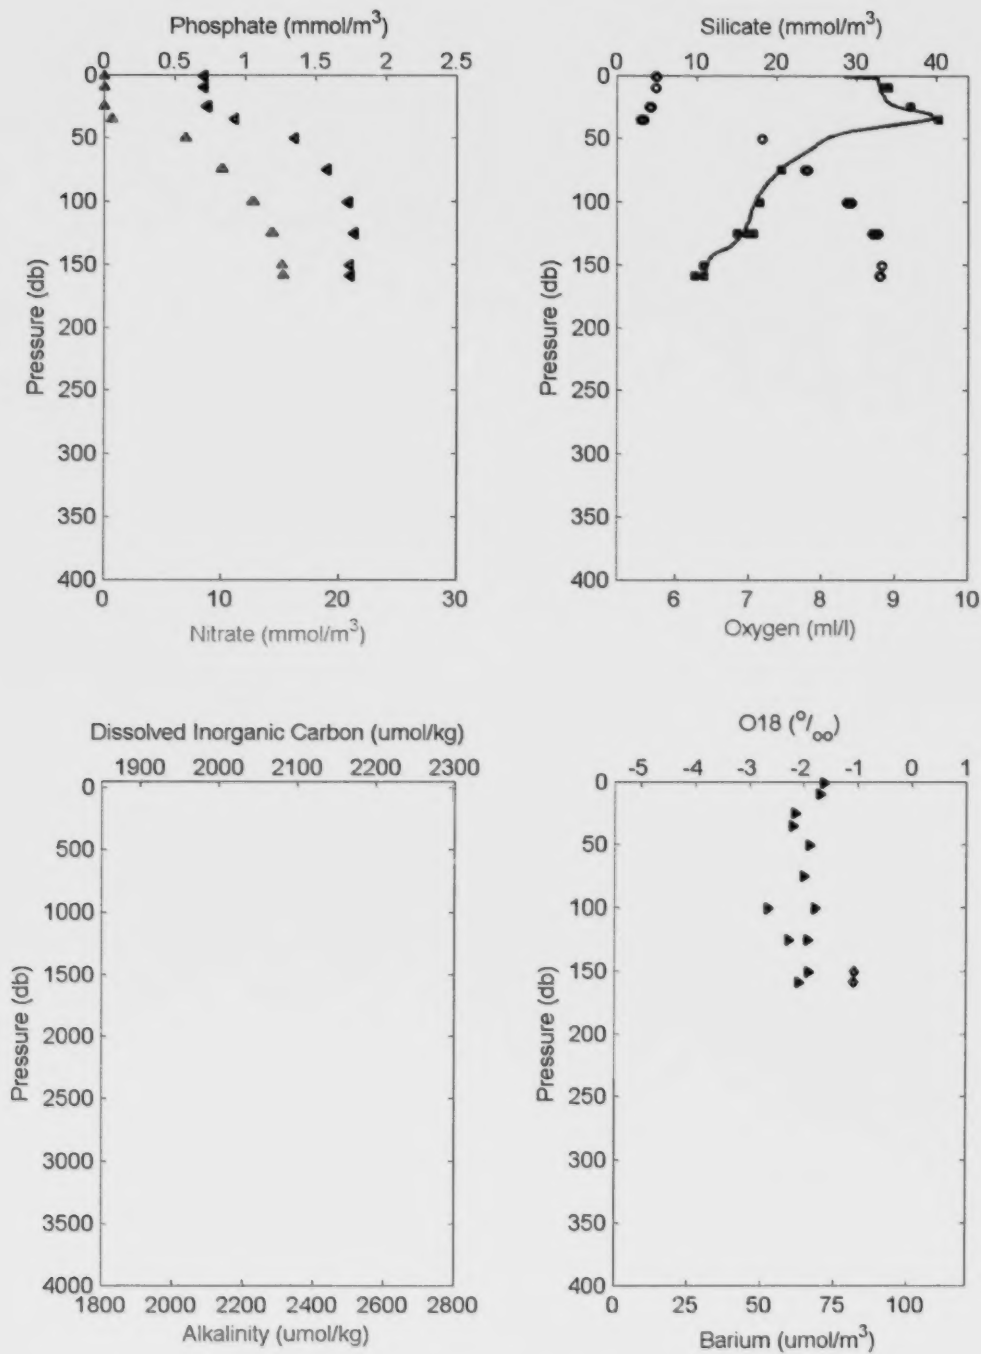 Phosphate (mmol/m³)
0 0.5 1 1.5 2 2.5
0
50
100
150
200
250
300
350
400
Pressure (db)
0 10 20 30
Nitrate (mmol/m³)
Silicate (mmol/m³)
0 10 20 30 40
0
50
100
150
200
250
300
350
400
Pressure (db)
6 7 8 9 10
Oxygen (ml/l)
Dissolved Inorganic Carbon (umol/kg)
1900 2000 2100 2200 2300
0
500
1000
1500
2000
2500
3000
3500
4000
Pressure (db)
1800 2000 2200 2400 2600 2800
Alkalinity (umol/kg)
O18 (°/∞)
-5 -4 -3 -2 -1 0 1
0
50
100
150
200
250
300
350
400
Pressure (db)
0 25 50 75 100
Barium (umol/m³)